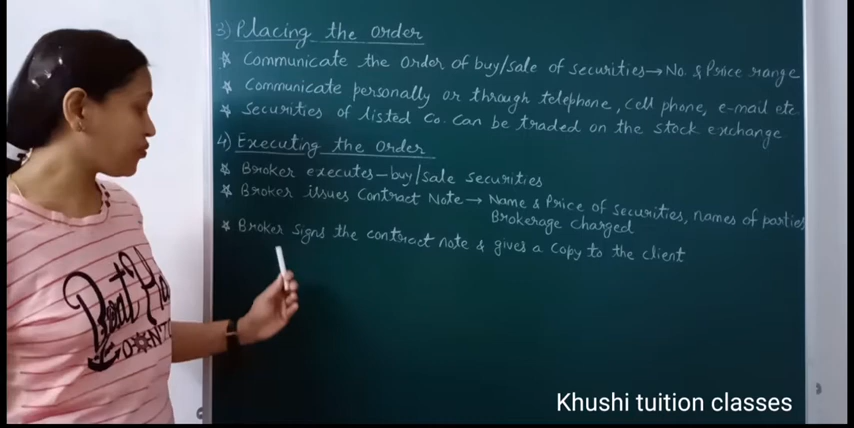 3) Placing the order
☆ Communicate the order of buy/sale of securities → No. & Price range
☆ Communicate personally or through telephone, cell phone, e-mail etc
☆ Securities of listed Co. can be traded on the stock exchange
4) Executing the order
☆ Broker executes – buy/sale securities
☆ Broker issues Contract Note → Name & Price of securities, names of parties
Brokerage charged
☆ Broker signs the contract note & gives a copy to the client
Khushi tuition classes